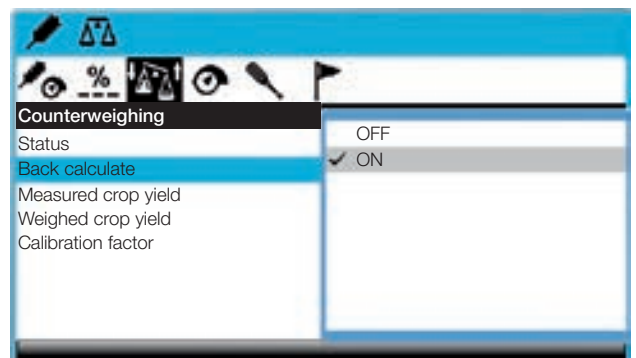 %
Counterweighing
Status
Back calculate
Measured crop yield
Weighed crop yield
Calibration factor
OFF
ON